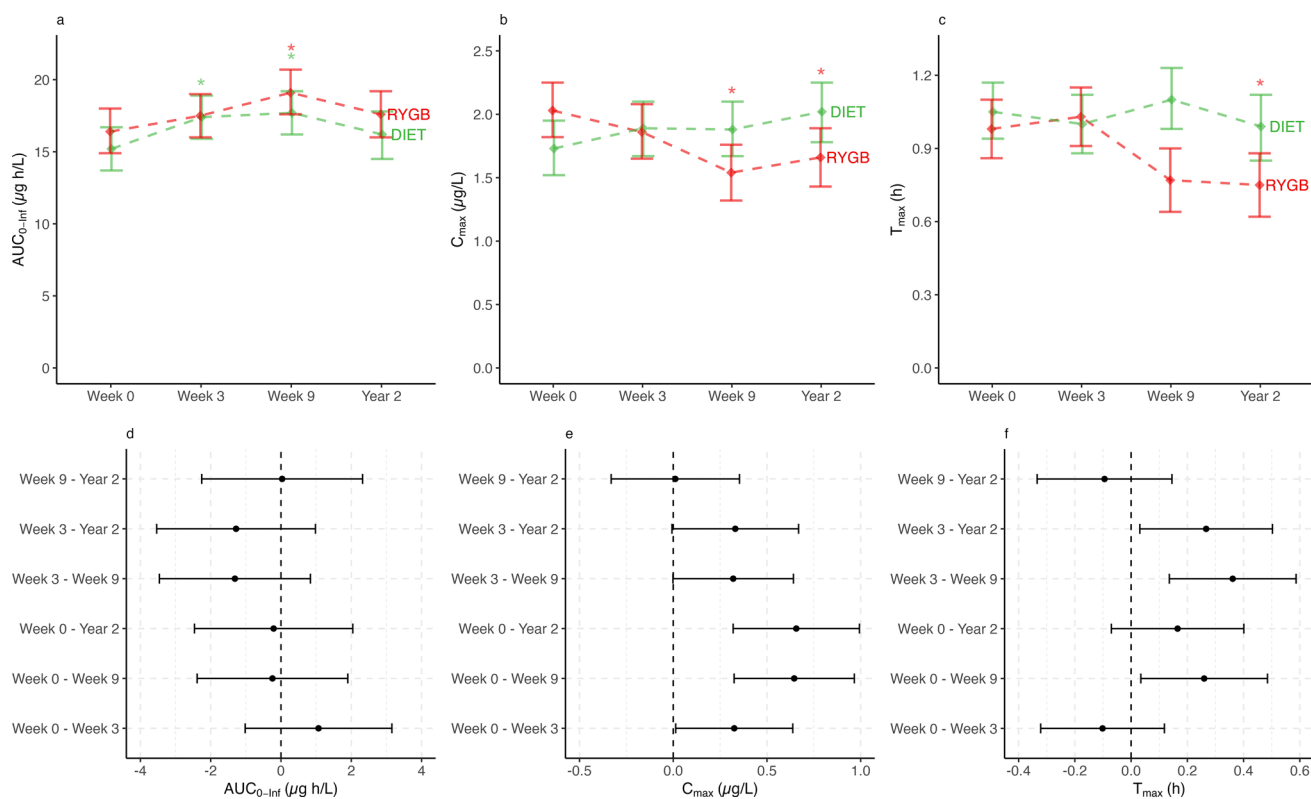 a
AUC0–Inf (µg h/L)
20
15
10
5
0
*
*
*
RYGB
DIET
Week 0 Week 3 Week 9 Year 2
b
Cmax (µg/L)
2.5
2.0
1.5
1.0
0.5
0.0
*
*
DIET
RYGB
Week 0 Week 3 Week 9 Year 2
c
Tmax (h)
1.2
0.9
0.6
0.3
0.0
*
DIET
RYGB
Week 0 Week 3 Week 9 Year 2
d
Week 9 - Year 2
Week 3 - Year 2
Week 3 - Week 9
Week 0 - Year 2
Week 0 - Week 9
Week 0 - Week 3
-4 -2 0 2 4
AUC0–Inf (µg h/L)
e
Week 9 - Year 2
Week 3 - Year 2
Week 3 - Week 9
Week 0 - Year 2
Week 0 - Week 9
Week 0 - Week 3
-0.5 0.0 0.5 1.0
Cmax (µg/L)
f
Week 9 - Year 2
Week 3 - Year 2
Week 3 - Week 9
Week 0 - Year 2
Week 0 - Week 9
Week 0 - Week 3
-0.4 -0.2 0.0 0.2 0.4 0.6
Tmax (h)